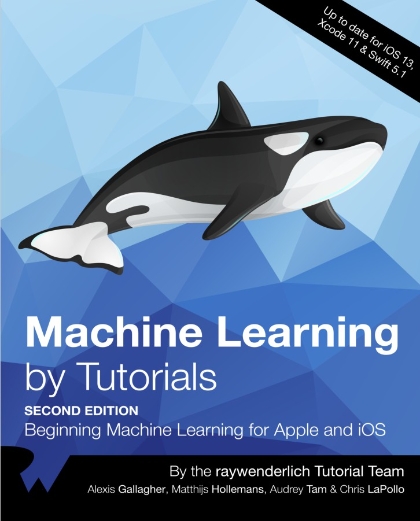 Up to date for iOS 13,
Xcode 11 & Swift 5.1
Machine Learning
by Tutorials
SECOND EDITION
Beginning Machine Learning for Apple and iOS
By the raywenderlich Tutorial Team
Alexis Gallagher, Matthijs Hollemans, Audrey Tam & Chris LaPollo